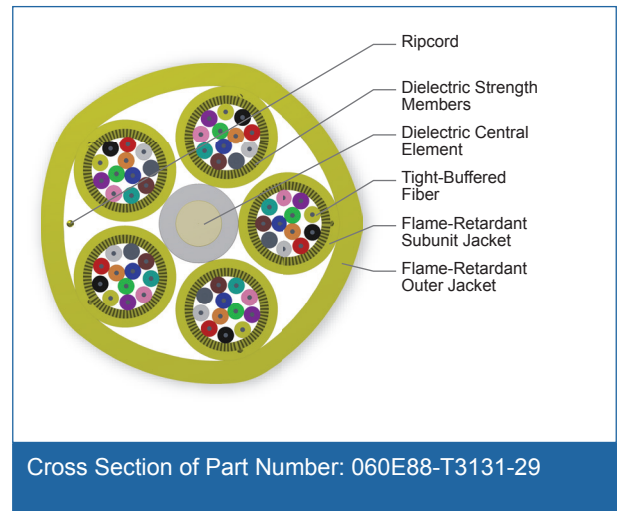 Ripcord
Dielectric Strength
Members
Dielectric Central
Element
Tight-Buffered
Fiber
Flame-Retardant
Subunit Jacket
Flame-Retardant
Outer Jacket
Cross Section of Part Number: 060E88-T3131-29